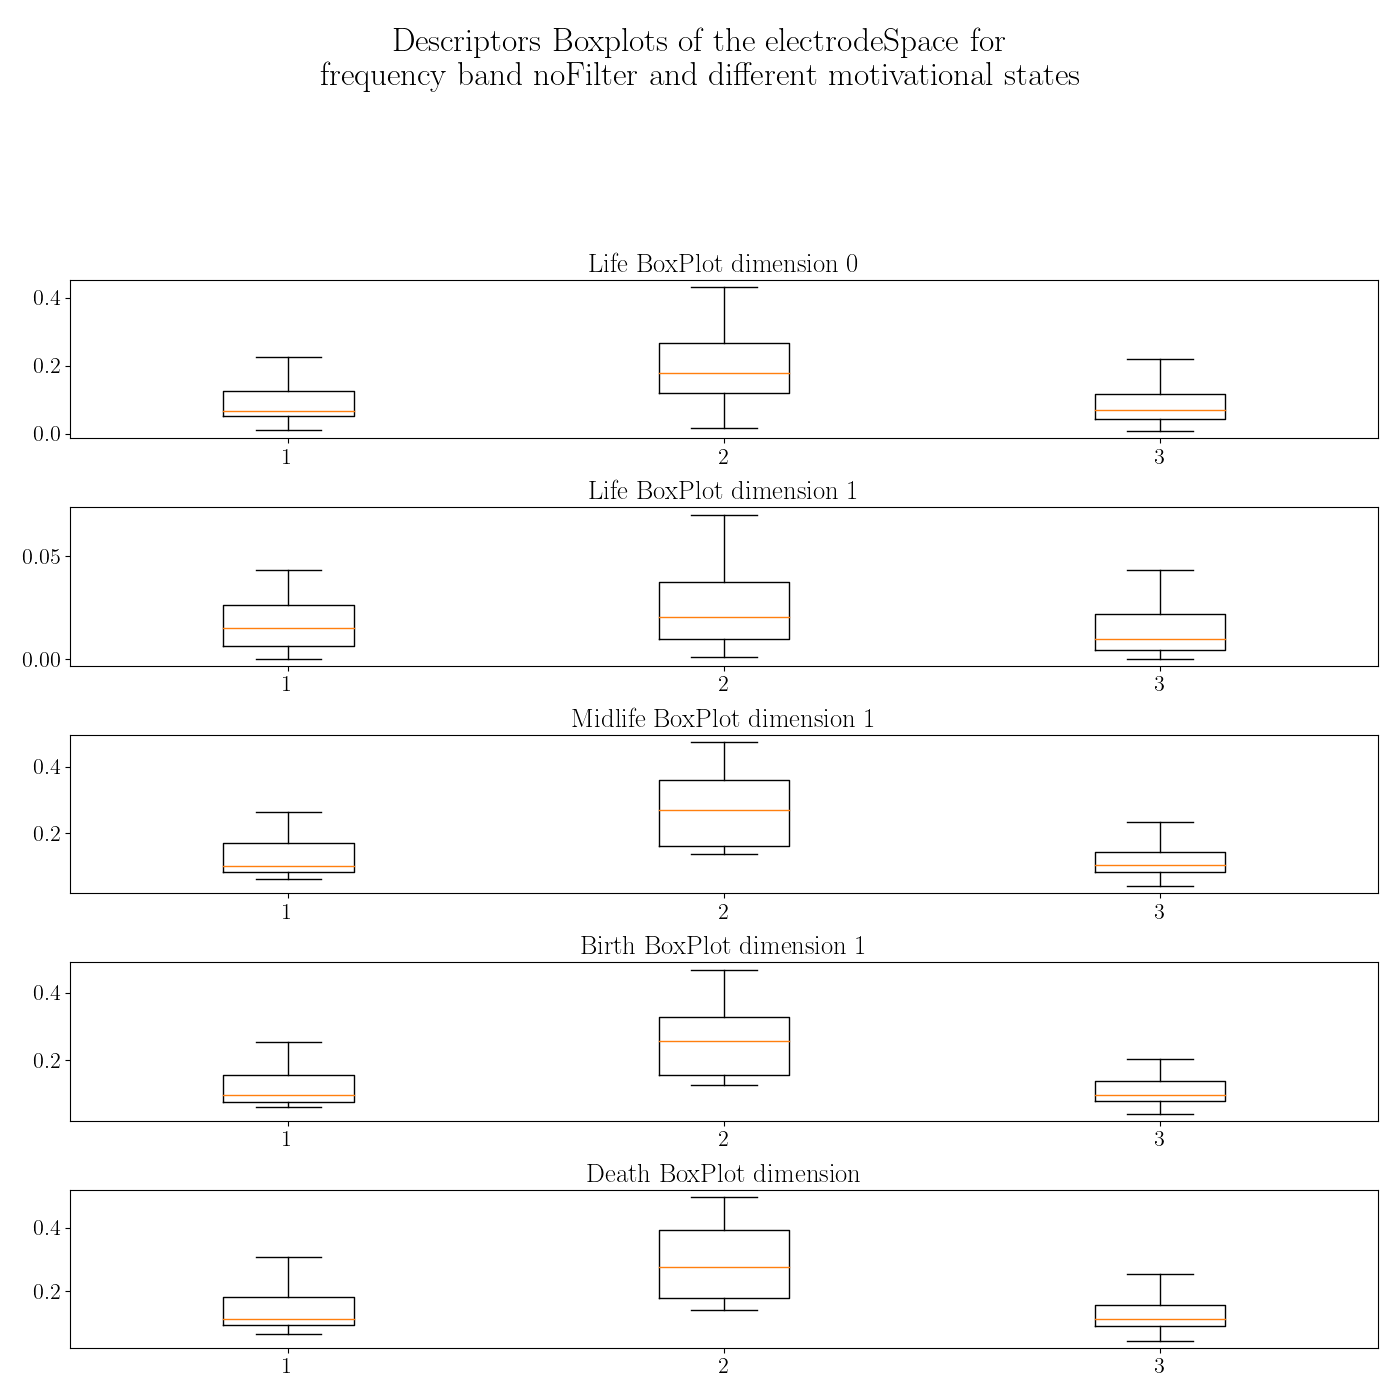 Descriptors Boxplots of the electrodeSpace for
frequency band noFilter and different motivational states
Life BoxPlot dimension 0
0.4
0.2
0.0
1 2 3
Life BoxPlot dimension 1
0.05
0.00
1 2 3
Midlife BoxPlot dimension 1
0.4
0.2
1 2 3
Birth BoxPlot dimension 1
0.4
0.2
1 2 3
Death BoxPlot dimension
0.4
0.2
1 2 3